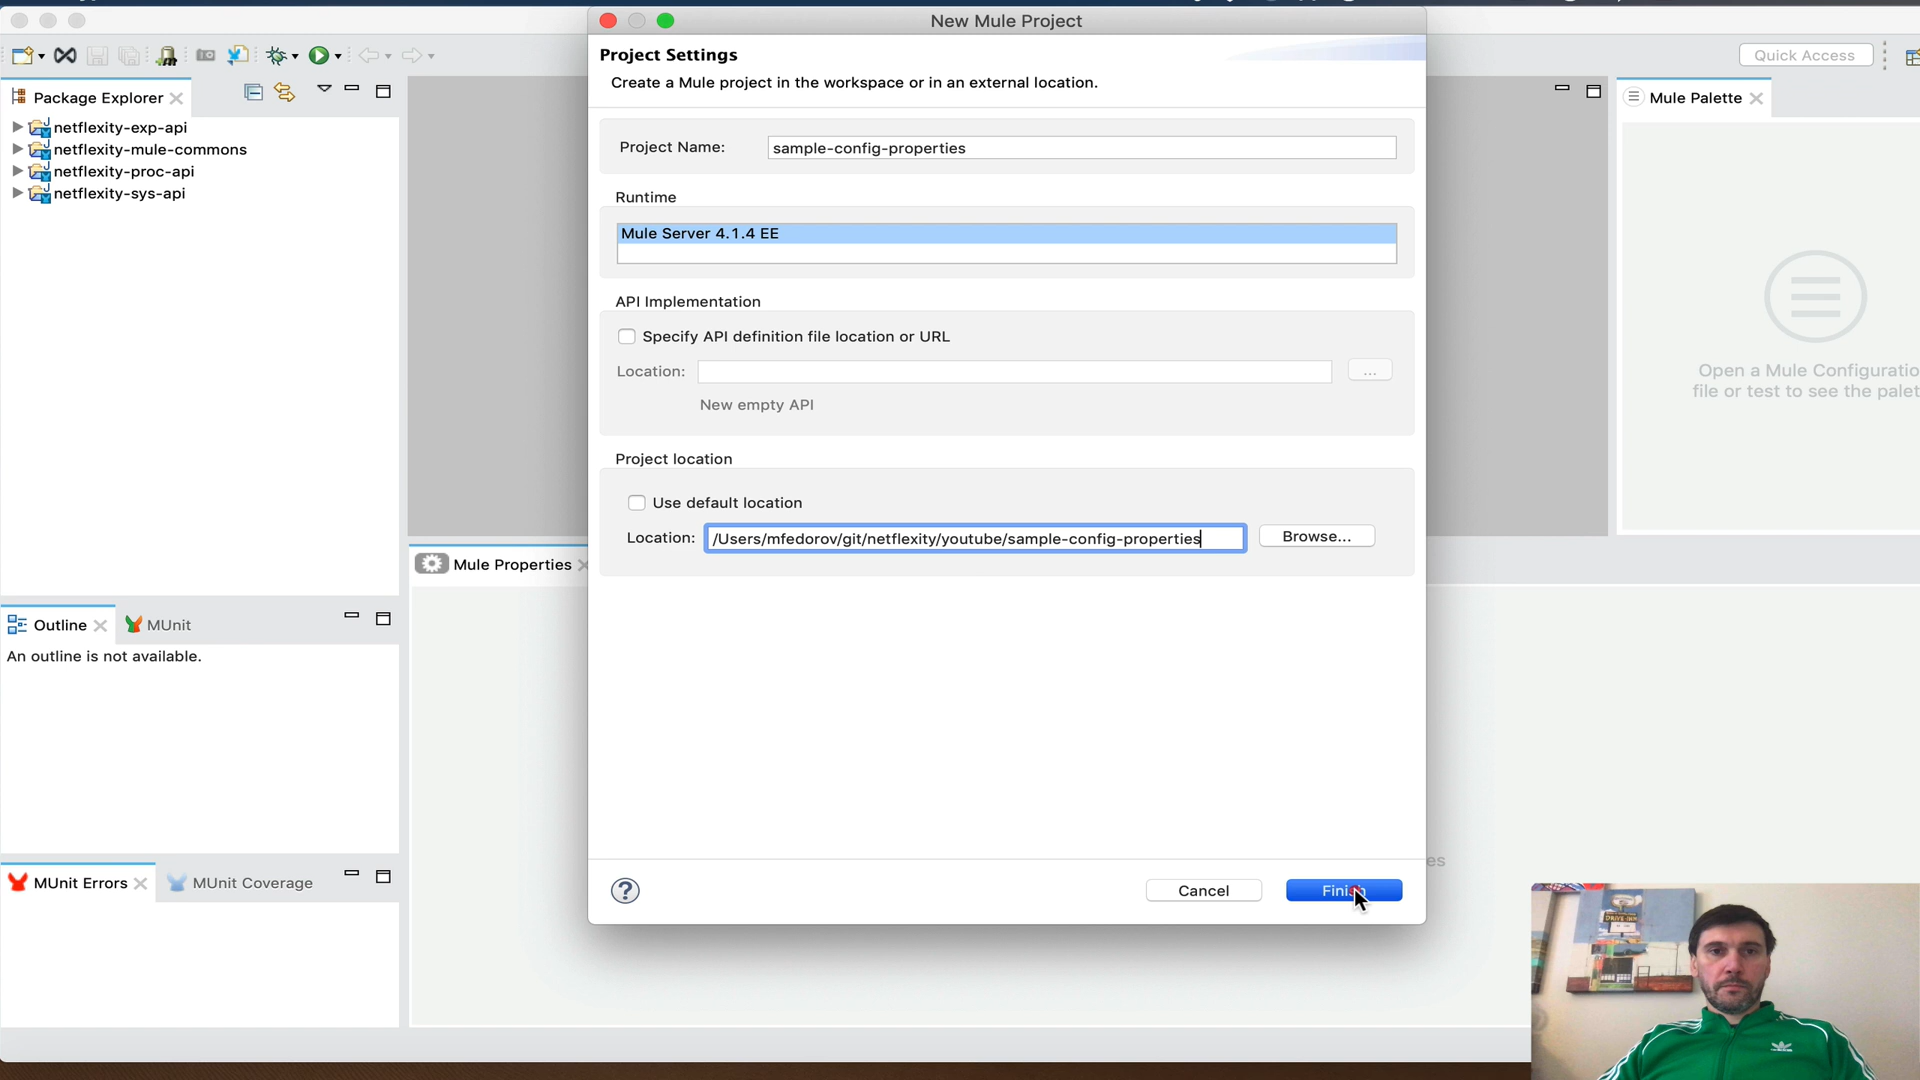 New Mule Project
Quick Access
Project Settings
Create a Mule project in the workspace or in an external location.
Package Explorer
netflexity-exp-api
netflexity-mule-commons
netflexity-proc-api
netflexity-sys-api
Project Name:
sample-config-properties
Runtime
Mule Server 4.1.4 EE
API Implementation
Specify API definition file location or URL
Location:
...
New empty API
Project location
Use default location
Location:
/Users/mfedorov/git/netflexity/youtube/sample-config-properties
Browse...
Cancel
Finish
?
Mule Palette
Open a Mule Configuratio
file or test to see the palet
Mule Properties
es
Outline
MUnit
An outline is not available.
MUnit Errors
MUnit Coverage
DRIVE-INN